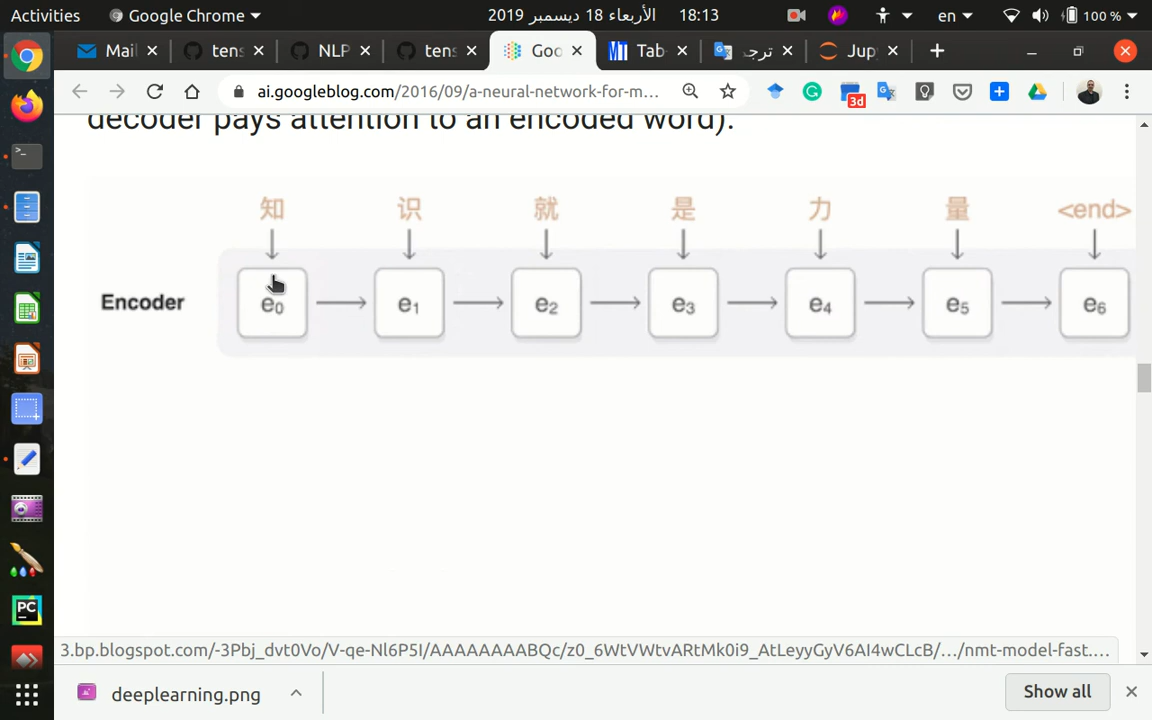 Activities
Google Chrome
الأربعاء 18 ديسمبر 2019
18:13
en
100 %
Mail
tens
NLP
tens
Goo
Tab
ترجـ
Jup
ai.googleblog.com/2016/09/a-neural-network-for-m...
3d
decoder pays attention to an encoded word).
知 识 就 是 力 量 <end>
Encoder e₀ e₁ e₂ e₃ e₄ e₅ e₆
PC
3.bp.blogspot.com/-3Pbj_dvt0Vo/V-qe-Nl6P5I/AAAAAAAABQc/z0_6WtVWtvARtMk0i9_AtLeyyGyV6AI4wCLcB/.../nmt-model-fast....
deeplearning.png
Show all